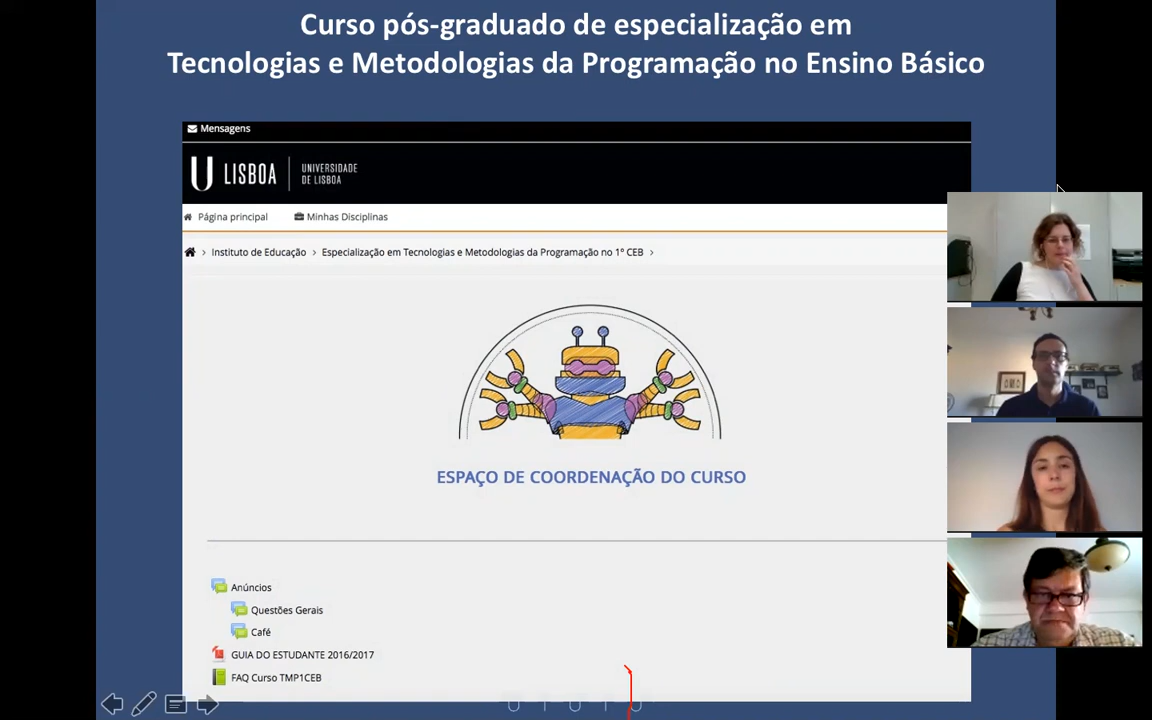 Curso pós-graduado de especialização em
Tecnologias e Metodologias da Programação no Ensino Básico
Mensagens
U LISBOA | UNIVERSIDADE
DE LISBOA
Página principal Minhas Disciplinas
> Instituto de Educação > Especialização em Tecnologias e Metodologias da Programação no 1º CEB >
ESPAÇO DE COORDENAÇÃO DO CURSO
Anúncios
Questões Gerais
Café
GUIA DO ESTUDANTE 2016/2017
FAQ Curso TMP1CEB